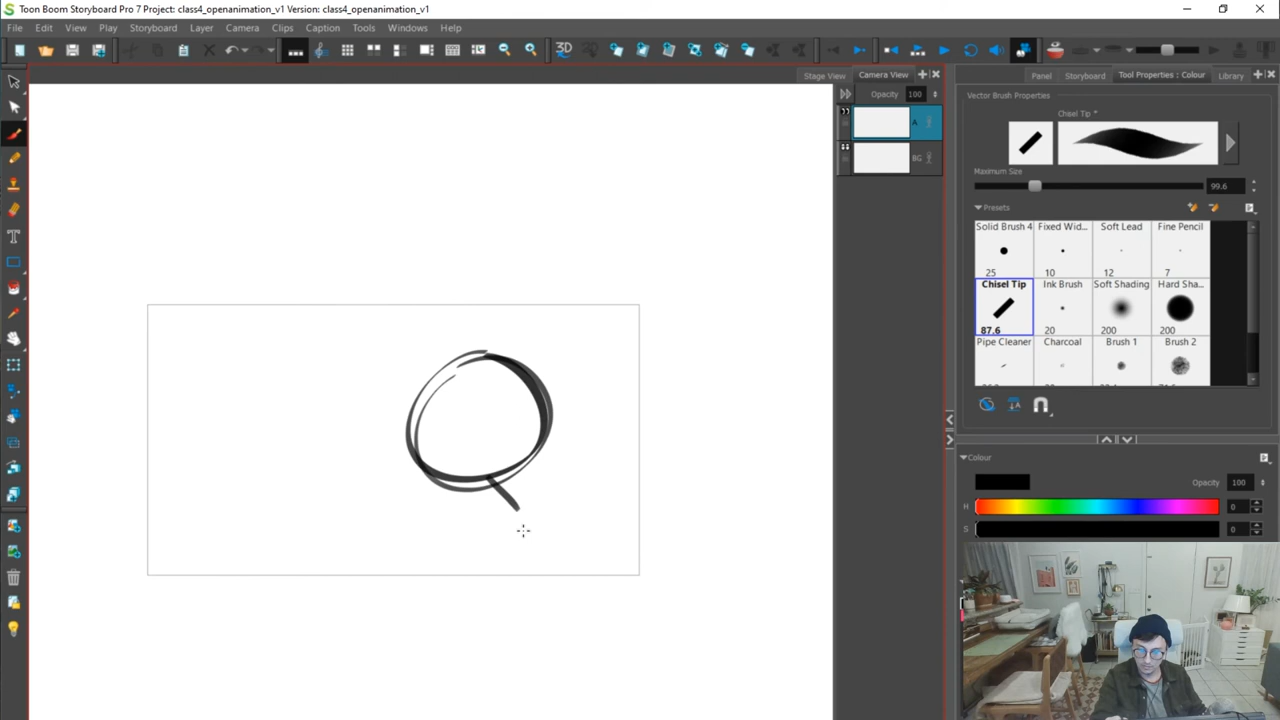 Toon Boom Storyboard Pro 7 Project: class4_openanimation_v1 Version: class4_openanimation_v1
File Edit View Play Storyboard Layer Camera Clips Caption Tools Windows Help
3D
Stage View Camera View
Panel Storyboard Tool Properties : Colour Library
Opacity 100
A
BG
Vector Brush Properties
Chisel Tip *
Maximum Size
99.6
Presets
Solid Brush 4 Fixed Wid... Soft Lead Fine Pencil
25 10 12 7
Chisel Tip Ink Brush Soft Shading Hard Sha...
87.6 20 200 200
Pipe Cleaner Charcoal Brush 1 Brush 2
Colour
Opacity 100
H 0
S 0